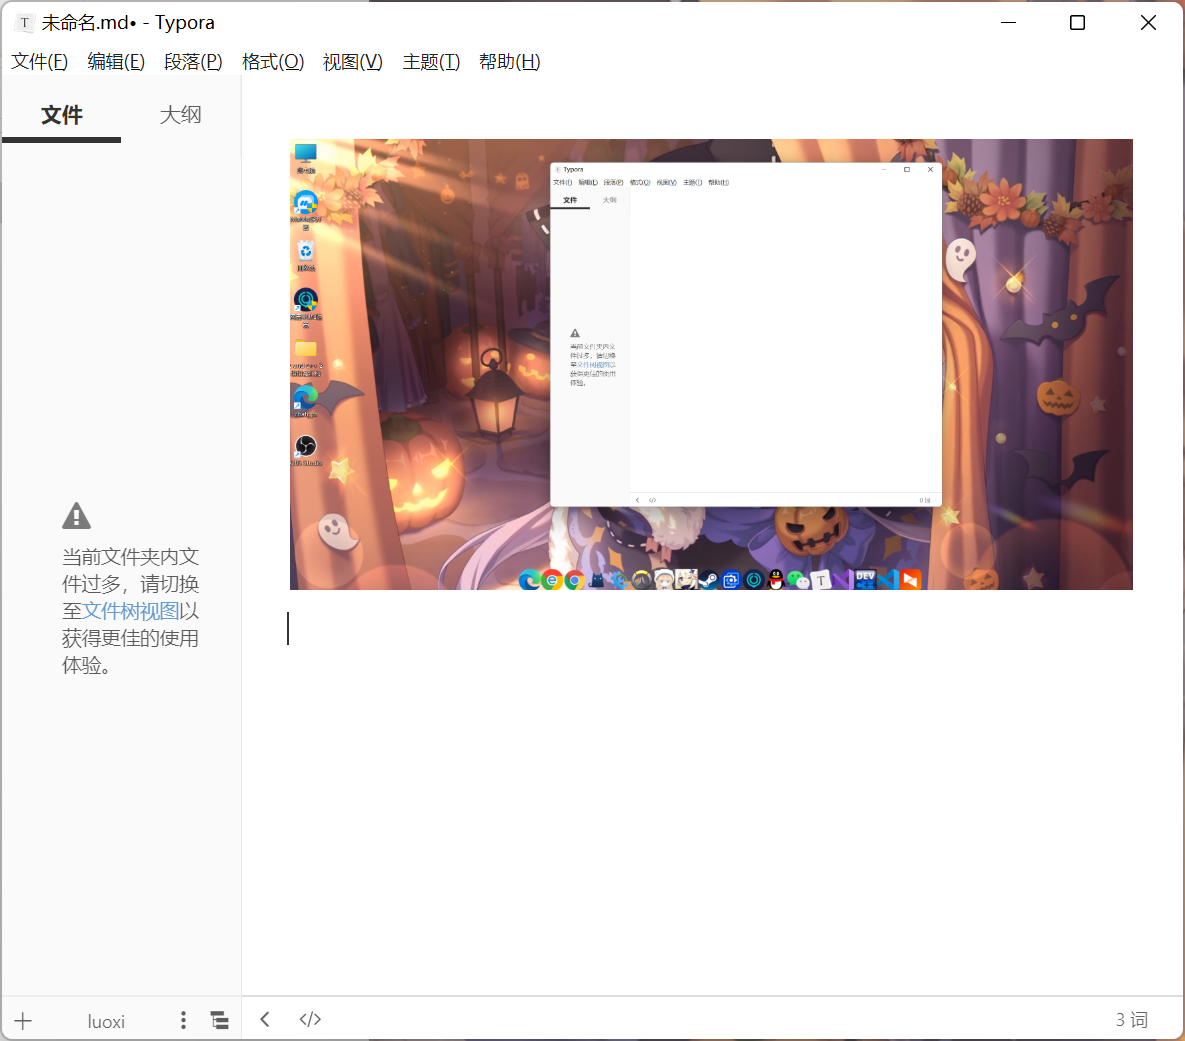 未命名.md• - Typora
文件(F) 编辑(E) 段落(P) 格式(O) 视图(V) 主题(T) 帮助(H)
文件 大纲
Typora
文件(F) 编辑(E) 段落(P) 格式(O) 视图(V) 主题(T) 帮助(H)
文件 大纲
当前文件夹内文
件过多，请切换
至文件树视图以
获得更佳的使用
体验。
0 词
DEV
当前文件夹内文
件过多，请切换
至文件树视图以
获得更佳的使用
体验。
luoxi
</>
3 词